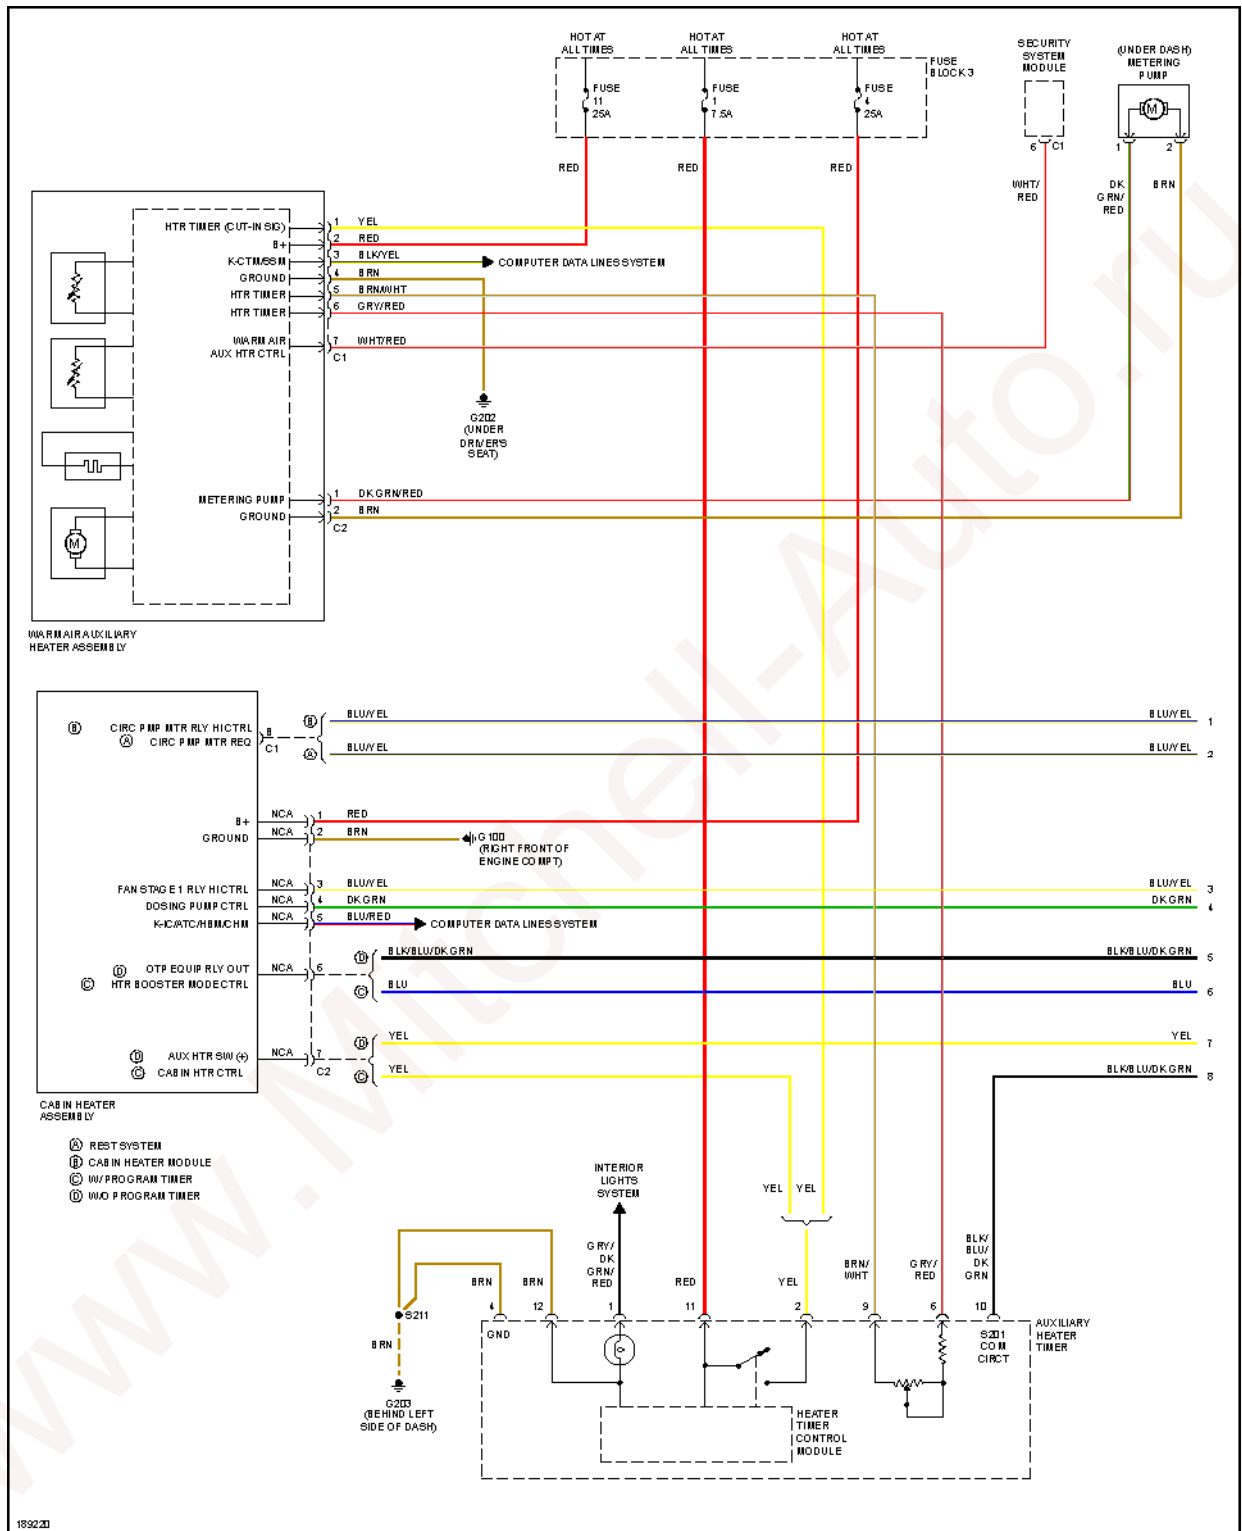 HOT AT
ALL TIMES
HOT AT
ALL TIMES
HOT AT
ALL TIMES
FUSE
BLOCK 3
FUSE
11
25A
FUSE
1
7.5A
FUSE
4
25A
SECURITY
SYSTEM
MODULE
(UNDER DASH)
METERING
PUMP
M
6 C1
1
2
RED
RED
RED
WHT/
RED
DK
GRN/
RED
BRN
HTR TIMER (CUT-IN SIG)
1 YEL
B+
2 RED
K-CTM/SSM
3 BLK/YEL
COMPUTER DATA LINES SYSTEM
GROUND
4 BRN
HTR TIMER
5 BRN/WHT
HTR TIMER
6 GRY/RED
WARM AIR
AUX HTR CTRL
7 WHT/RED
C1
G202
(UNDER
DRIVER'S
SEAT)
METERING PUMP
1 DK GRN/RED
GROUND
2 BRN
C2
M
WARM AIR AUXILIARY
HEATER ASSEMBLY
B CIRC PMP MTR RLY HI CTRL
A CIRC PMP MTR REQ
8
C1
B BLU/YEL
BLU/YEL 1
A BLU/YEL
BLU/YEL 2
B+
NCA 1 RED
GROUND
NCA 2 BRN
G100
(RIGHT FRONT OF
ENGINE COMPT)
FAN STAGE 1 RLY HI CTRL
NCA 3 BLU/YEL
BLU/YEL 3
DOSING PUMP CTRL
NCA 4 DK GRN
DK GRN 4
K-IC/ATC/HBM/CHM
NCA 5 BLU/RED
COMPUTER DATA LINES SYSTEM
D OTP EQUIP RLY OUT
C HTR BOOSTER MODE CTRL
NCA 6
D BLK/BLU/DK GRN
BLK/BLU/DK GRN 5
C BLU
BLU 6
D AUX HTR SW (+)
C CABIN HTR CTRL
NCA 7
C2
D YEL
YEL 7
C YEL
BLK/BLU/DK GRN 8
CABIN HEATER
ASSEMBLY
A REST SYSTEM
B CABIN HEATER MODULE
C W/ PROGRAM TIMER
D W/O PROGRAM TIMER
INTERIOR
LIGHTS
SYSTEM
YEL YEL
GRY/
DK
GRN/
RED
BRN
BRN
RED
YEL
BRN/
WHT
GRY/
RED
BLK/
BLU/
DK
GRN
4
12
1
11
2
9
6
10
S211
BRN
G203
(BEHIND LEFT
SIDE OF DASH)
GND
S201
COM
CIRCT
AUXILIARY
HEATER
TIMER
HEATER
TIMER
CONTROL
MODULE
189220
www.Mitchell-Auto.ru